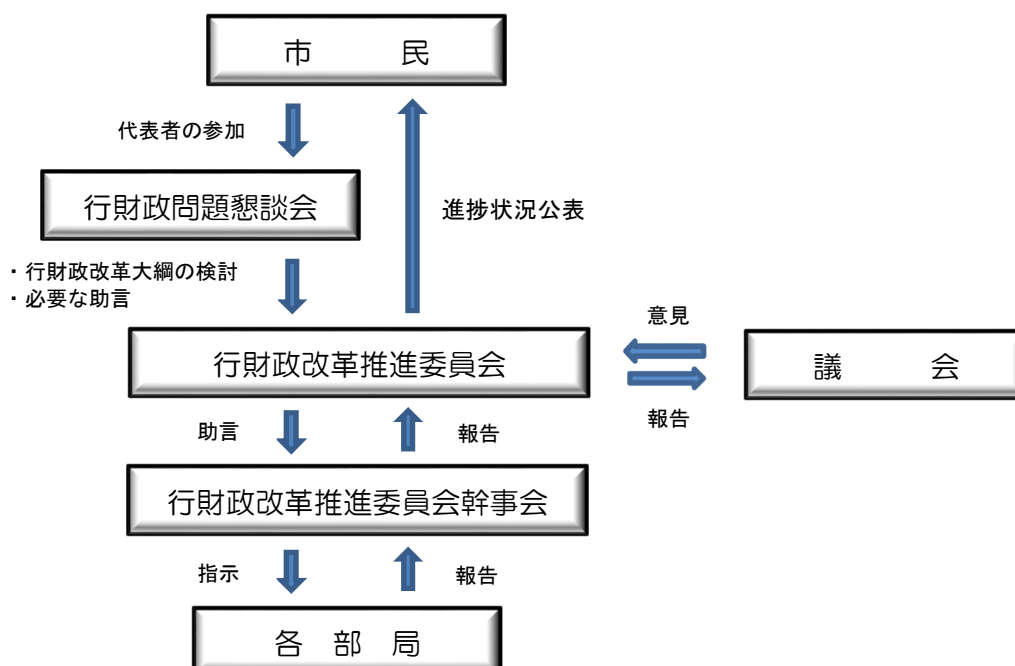 市　　　民
代表者の参加
行財政問題懇談会
進捗状況公表
・行財政改革大綱の検討
・必要な助言
意見
行財政改革推進委員会
議　　　会
報告
助言
報告
行財政改革推進委員会幹事会
指示
報告
各　部　局